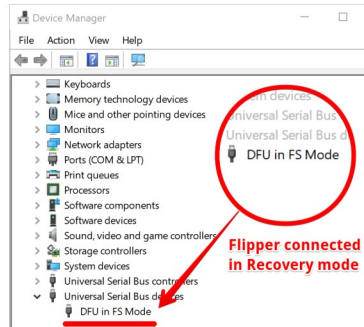 Device Manager
File Action View Help
Keyboards
Memory technology devices
Mice and other pointing devices
Monitors
Network adapters
Ports (COM & LPT)
Print queues
Processors
Software components
Software devices
Sound, video and game controllers
Storage controllers
System devices
Universal Serial Bus controllers
Universal Serial Bus devices
DFU in FS Mode
em devices
niversal Serial Bus
Universal Serial Bus d
DFU in FS Mode
Flipper connected
in Recovery mode